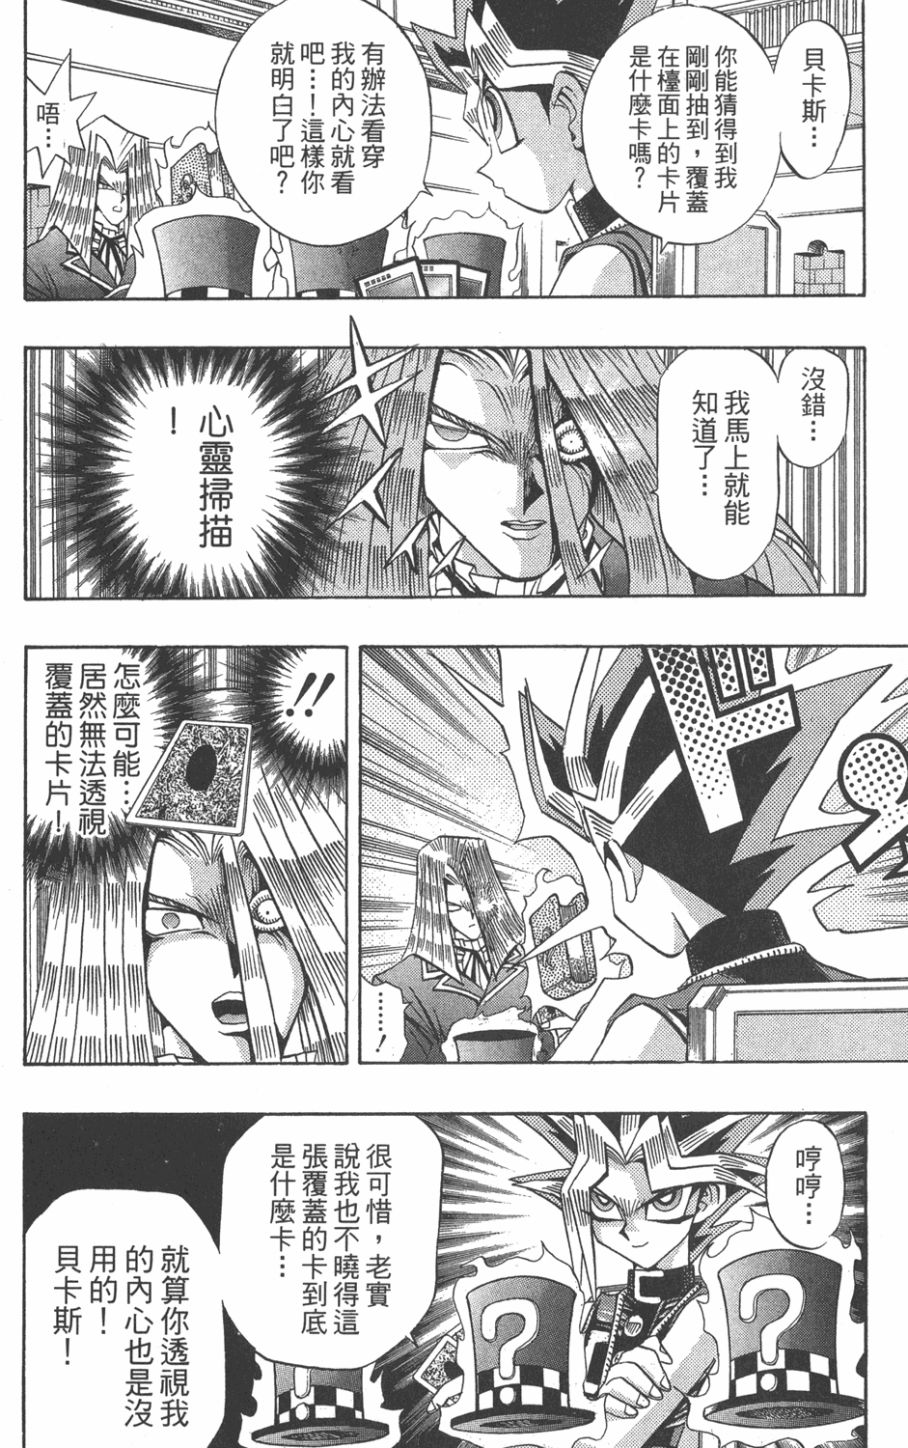 貝卡斯…
你能猜得到我
剛剛抽到，覆蓋
在檯面上的卡片
是什麼卡嗎？
有辦法看穿
我的內心就看
吧…！這樣你
就明白了吧？
唔…
沒錯…
我馬上就能
知道了…
心靈掃描
！
ド
………！
!!
怎麼可能…
居然無法透視
覆蓋的卡片！
哼哼…
很可惜，老實
說我也不曉得這
張覆蓋的卡到底
是什麼卡…
就算你透視我
的內心也是沒
用的！
貝卡斯！
?
?